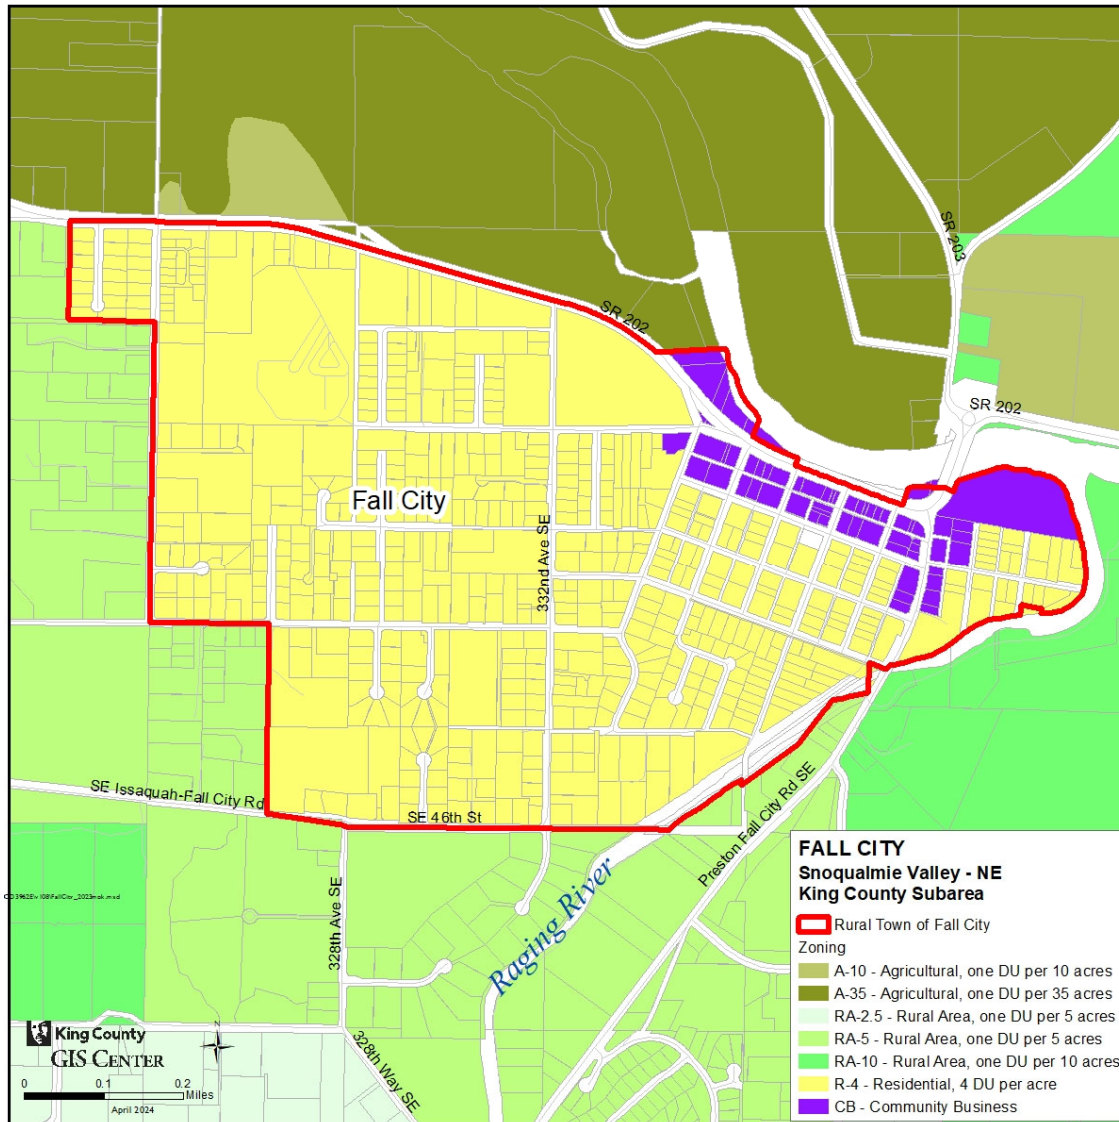 SR 203
SR 202
SR 202
Fall City
332nd Ave SE
SE Issaquah-Fall City Rd
SE 46th St
Preston Fall City Rd SE
Raging River
328th Ave SE
328th Way SE
FALL CITY
Snoqualmie Valley - NE
King County Subarea
Rural Town of Fall City
Zoning
A-10 - Agricultural, one DU per 10 acres
A-35 - Agricultural, one DU per 35 acres
RA-2.5 - Rural Area, one DU per 5 acres
RA-5 - Rural Area, one DU per 5 acres
RA-10 - Rural Area, one DU per 10 acres
R-4 - Residential, 4 DU per acre
CB - Community Business
King County
GIS CENTER
N
0 0.1 0.2
Miles
April 2024